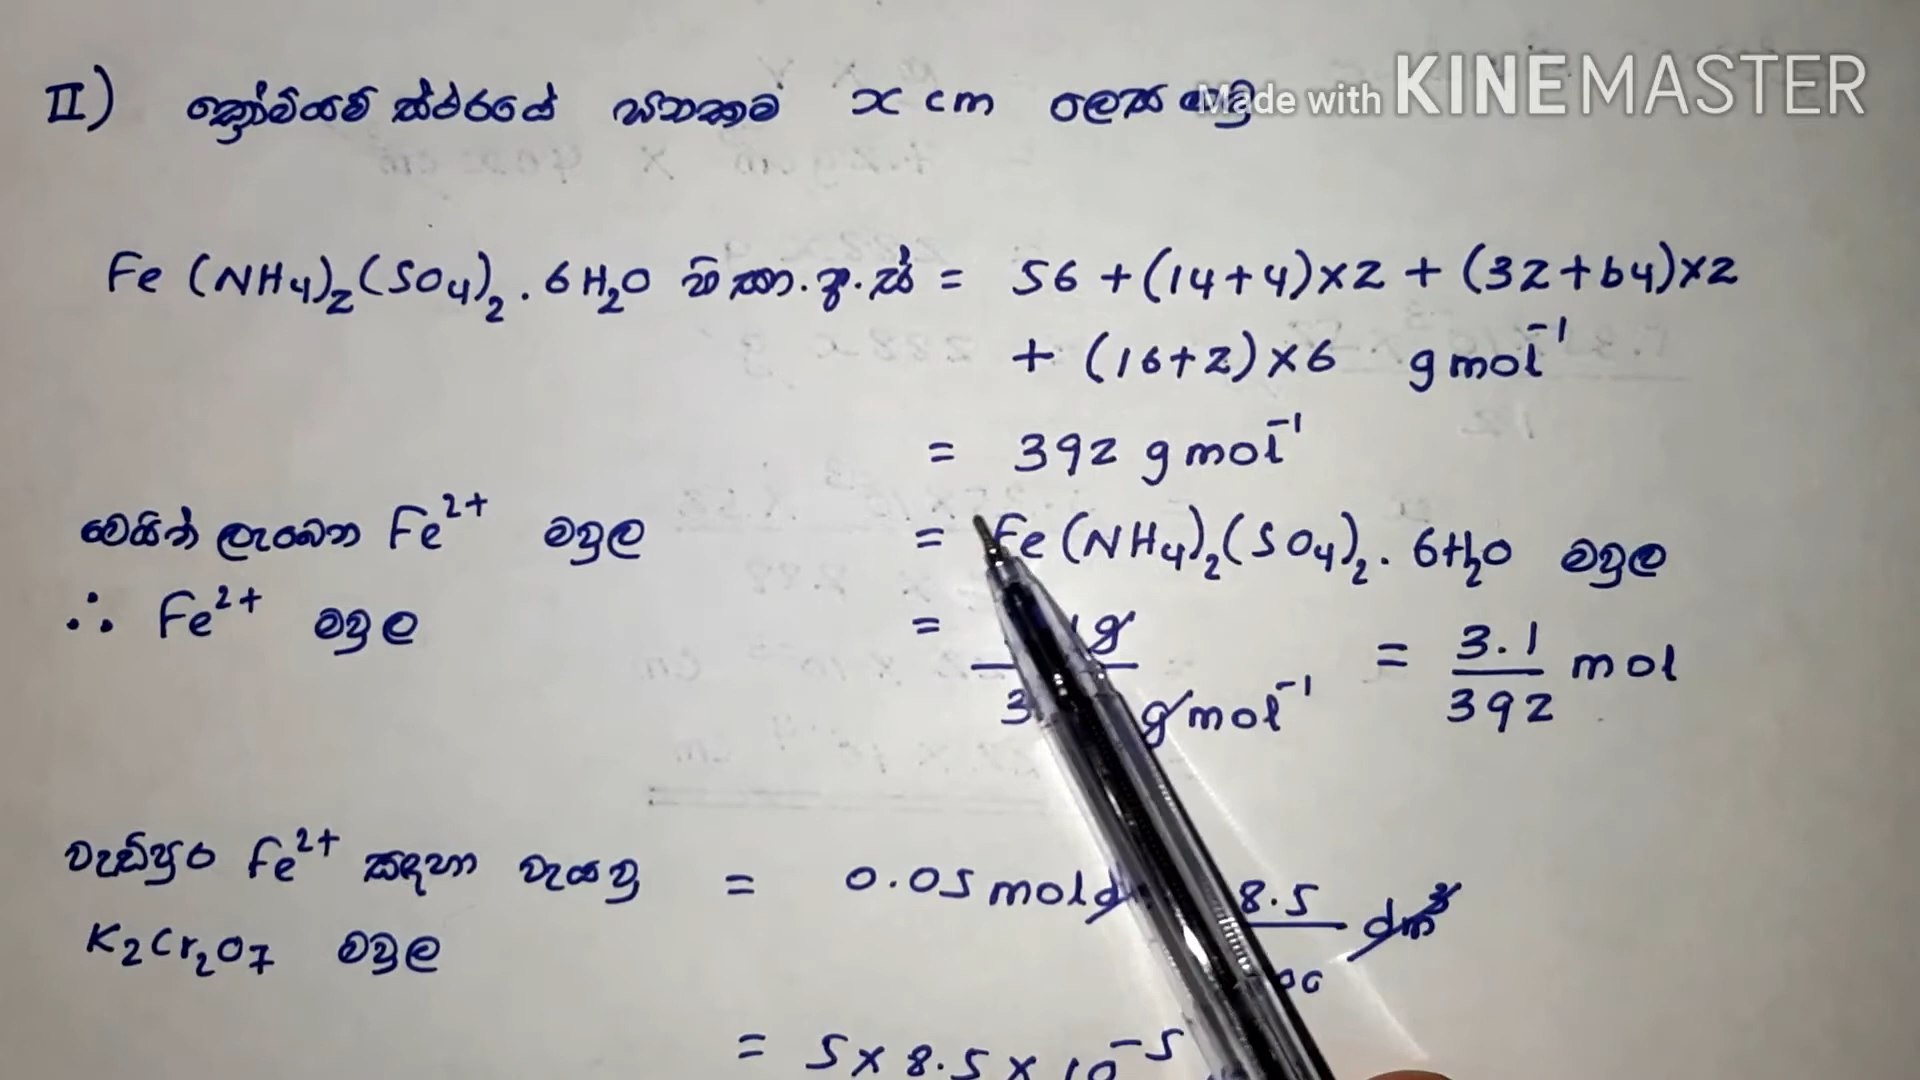 II) ක්‍රෝමියම් ස්ථරයේ ඝනකම x cm ලෙස ගමු
Made with KINEMASTER
Fe (NH4)2(SO4)2 . 6H2O හි සා.අ.ස් = 56 + (14+4)×2 + (32+64)×2
+ (16+2)×6 g mol⁻¹
= 392 g mol⁻¹
මෙයින් ලැබෙන Fe²⁺ මවුල = Fe (NH4)2(SO4)2 . 6H2O මවුල
∴ Fe²⁺ මවුල = g / g mol⁻¹ = 3.1/392 mol
වැඩිපුර Fe²⁺ සඳහා වැයවූ = 0.05 mol 8.5 dm³
K2Cr2O7 මවුල
= 5 × 8.5 × 10⁻⁵